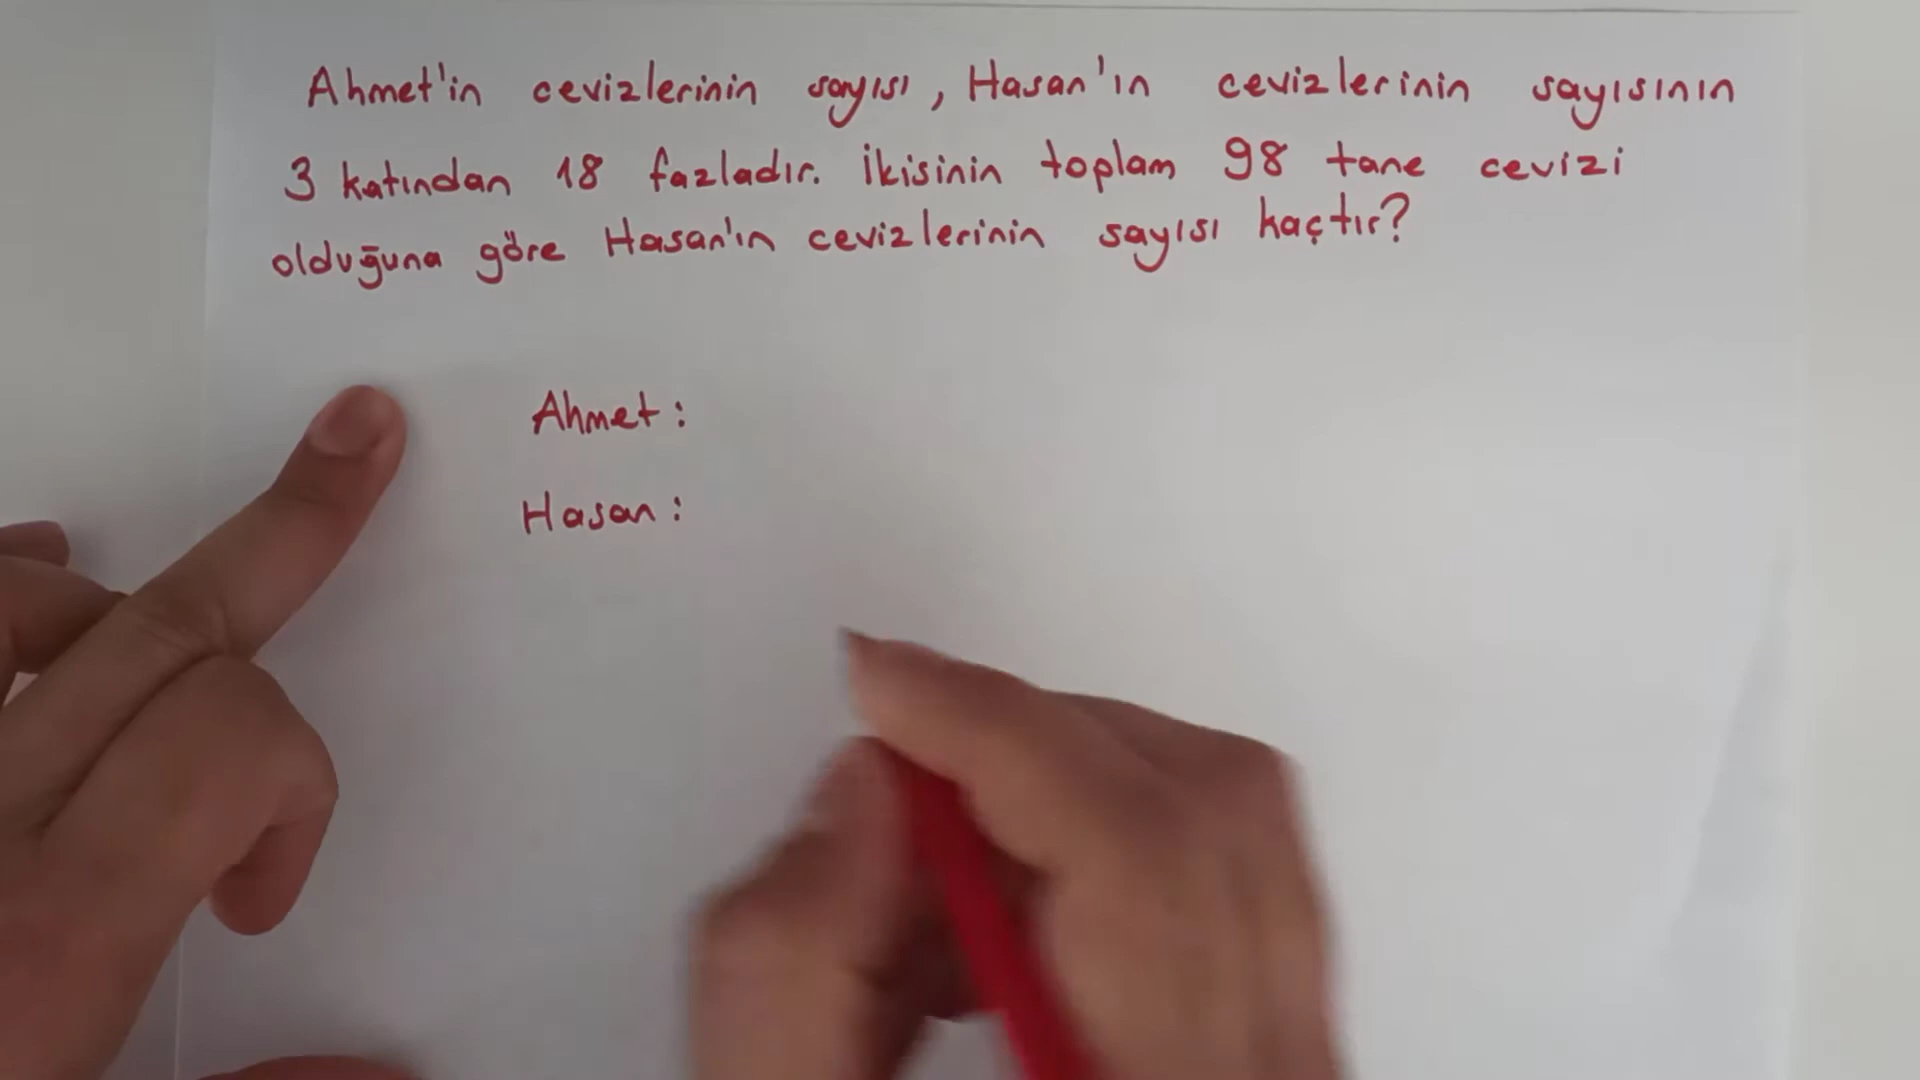 Ahmet'in cevizlerinin sayısı, Hasan'ın cevizlerinin sayısının
3 katından 18 fazladır. İkisinin toplam 98 tane cevizi
olduğuna göre Hasan'ın cevizlerinin sayısı kaçtır?
Ahmet:
Hasan: